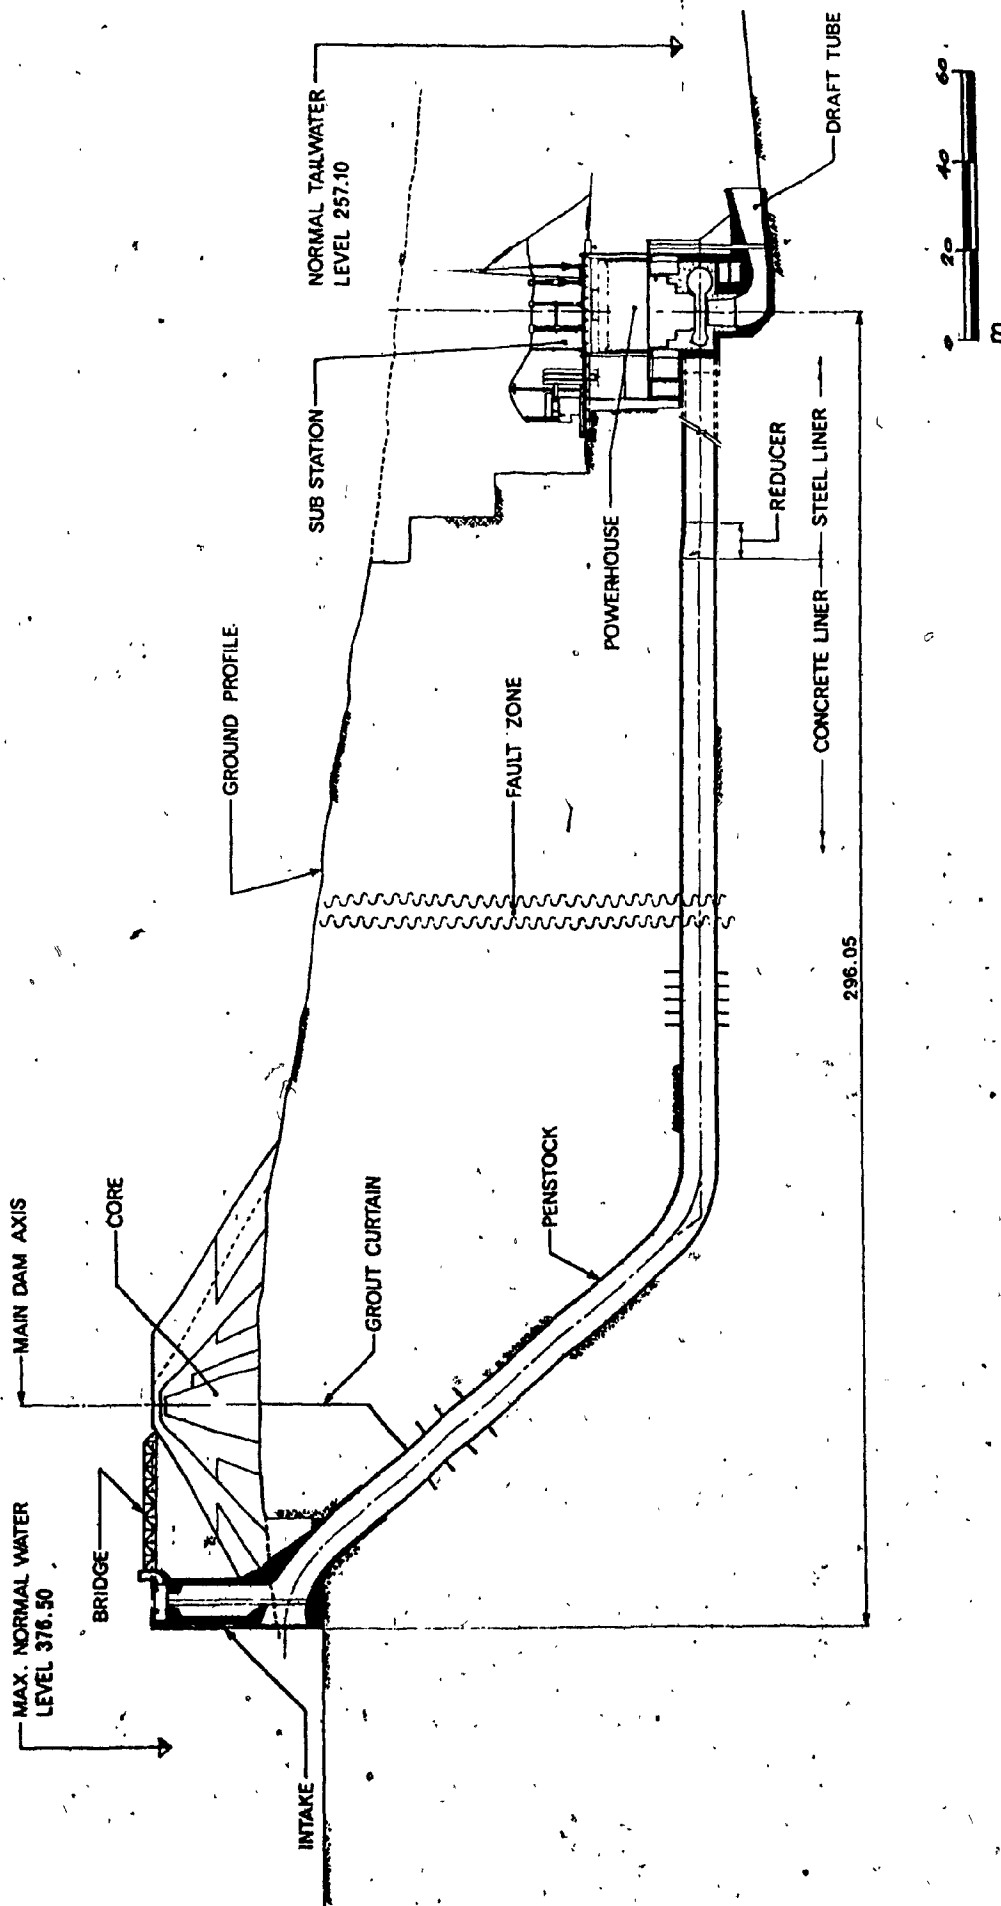 MAX. NORMAL WATER
LEVEL 376.50
MAIN DAM AXIS
BRIDGE
CORE
INTAKE
GROUT CURTAIN
PENSTOCK
GROUND PROFILE
FAULT ZONE
SUB STATION
POWERHOUSE
NORMAL TAILWATER
LEVEL 257.10
DRAFT TUBE
REDUCER
CONCRETE LINER
STEEL LINER
296.05
0 20 40 60
m